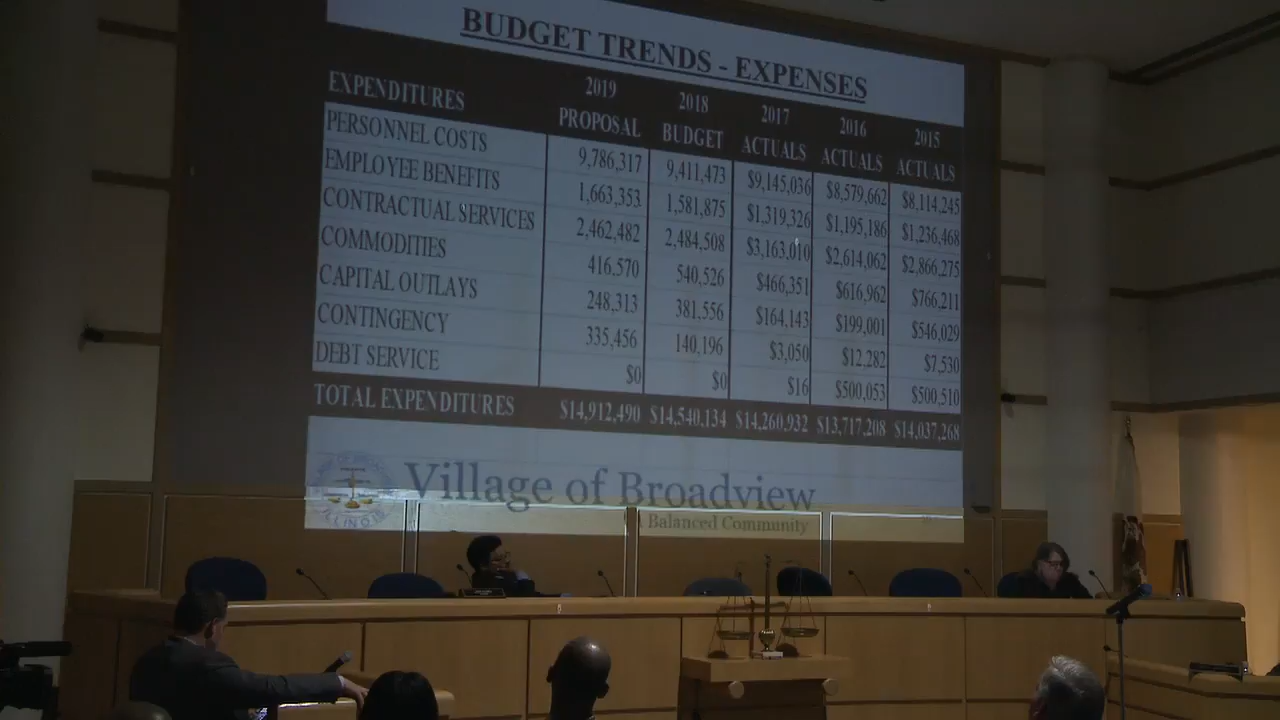 BUDGET TRENDS - EXPENSES
EXPENDITURES 2019 PROPOSAL 2018 BUDGET 2017 ACTUALS 2016 ACTUALS 2015 ACTUALS
PERSONNEL COSTS 9,786,317 9,411,473 $9,145,036 $8,579,662 $8,114,245
EMPLOYEE BENEFITS 1,663,353 1,581,875 $1,319,326 $1,195,186 $1,236,468
CONTRACTUAL SERVICES 2,462,482 2,484,508 $3,163,010 $2,614,062 $2,866,275
COMMODITIES 416,570 540,526 $466,351 $616,962 $766,211
CAPITAL OUTLAYS 248,313 381,556 $164,143 $199,001 $546,029
CONTINGENCY 335,456 140,196 $3,050 $12,282 $7,530
DEBT SERVICE $0 $0 $16 $500,053 $500,510
TOTAL EXPENDITURES $14,912,490 $14,540,134 $14,260,932 $13,717,208 $14,037,268
Village of Broadview
A Balanced Community
ILLINOIS